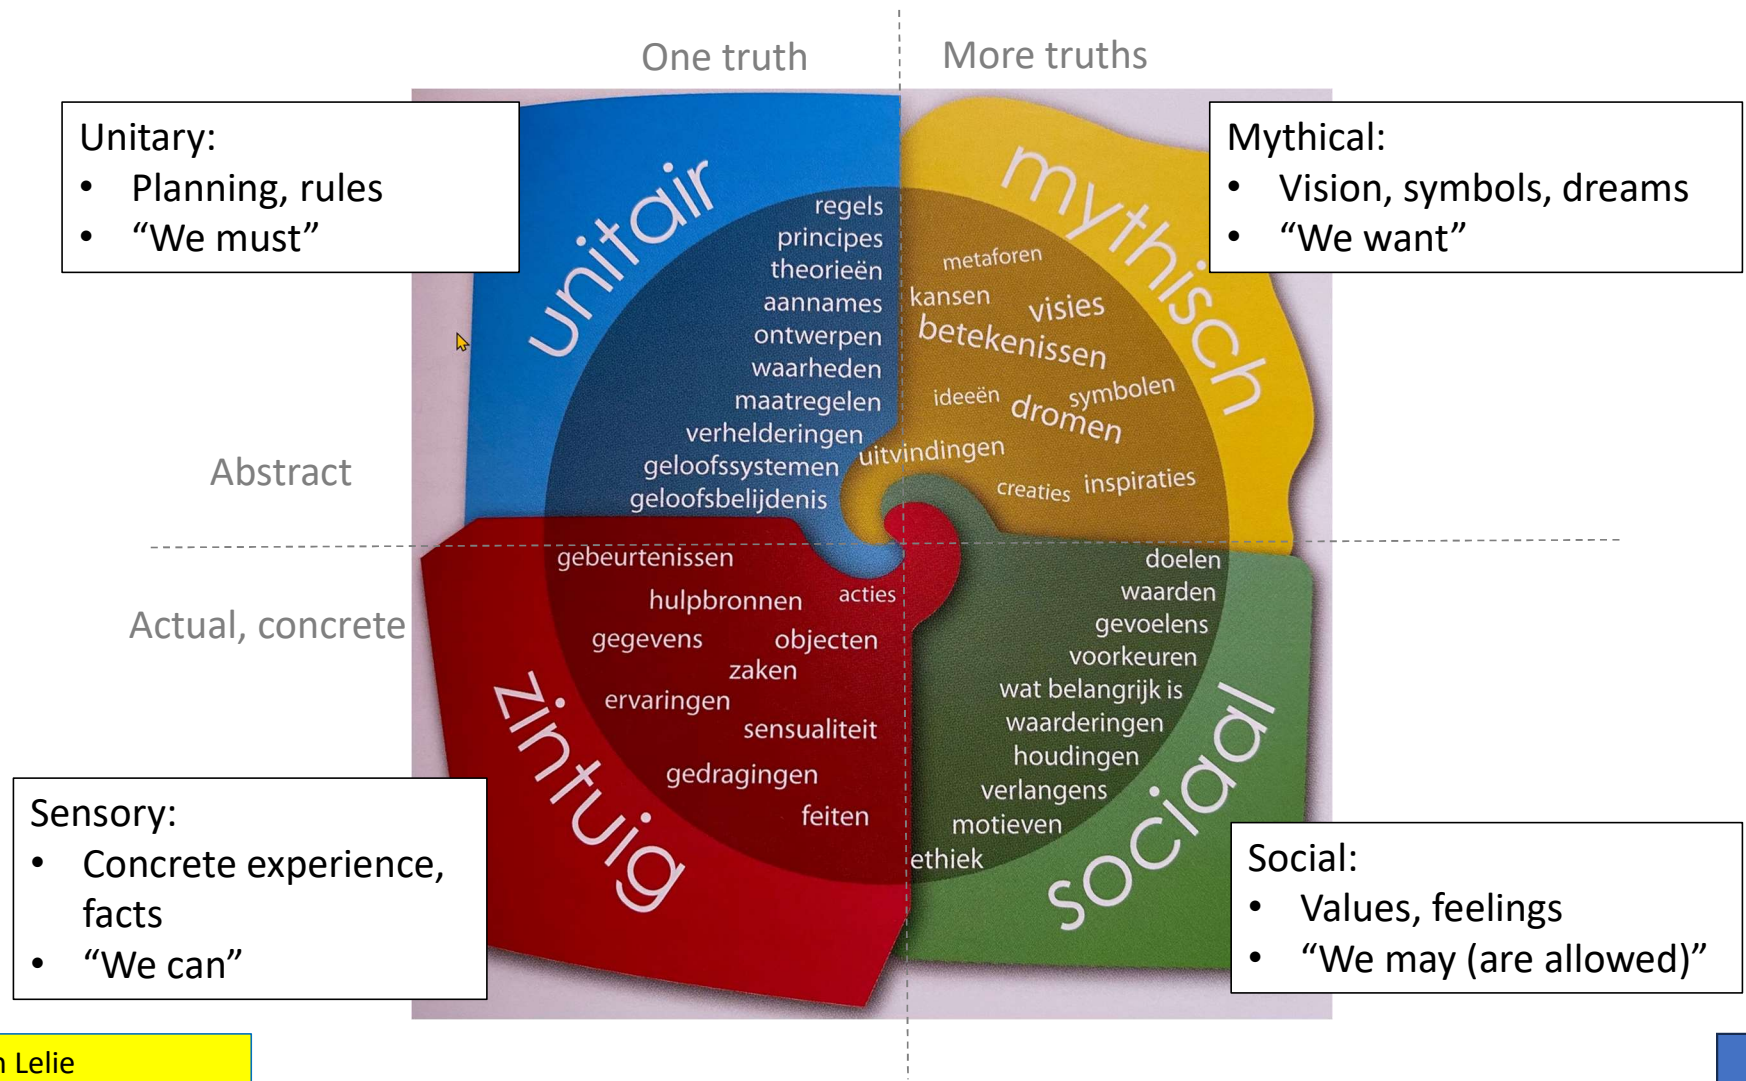 One truth
More truths
Unitary:
• Planning, rules
• “We must”
Mythical:
• Vision, symbols, dreams
• “We want”
unitair
regels
principes
theorieën
aannames
ontwerpen
waarheden
maatregelen
verhelderingen
geloofssystemen
geloofsbelijdenis
mythisch
metaforen
kansen
visies
betekenissen
ideeën
symbolen
dromen
uitvindingen
creaties
inspiraties
Abstract
Actual, concrete
zintuig
gebeurtenissen
hulpbronnen
acties
gegevens
objecten
zaken
ervaringen
sensualiteit
gedragingen
feiten
sociaal
doelen
waarden
gevoelens
voorkeuren
wat belangrijk is
waarderingen
houdingen
verlangens
motieven
ethiek
Sensory:
• Concrete experience,
facts
• “We can”
Social:
• Values, feelings
• “We may (are allowed)”
n Lelie